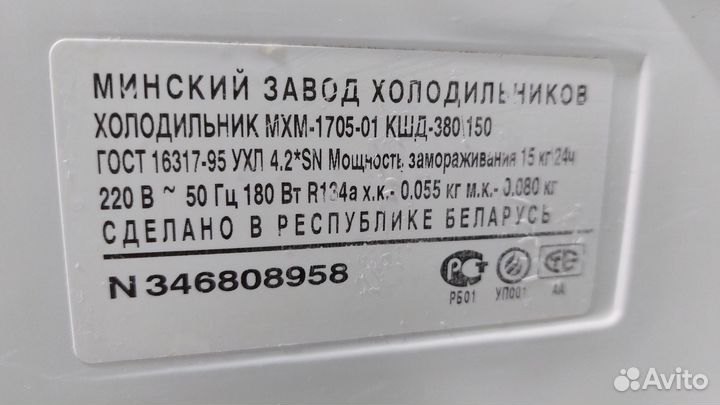 МИНСКИЙ ЗАВОД ХОЛОДИЛЬНИКОВ
ХОЛОДИЛЬНИК МХМ-1705-01 КШД-380\150
ГОСТ 16317-95 УХЛ 4.2*SN Мощность замораживания 15 кг\24ч
220 В ~ 50 Гц 180 Вт R134a х.к.- 0.055 кг м.к.- 0.080 кг
СДЕЛАНО В РЕСПУБЛИКЕ БЕЛАРУСЬ
N 346808958
РБ01 УП001 АА
Avito